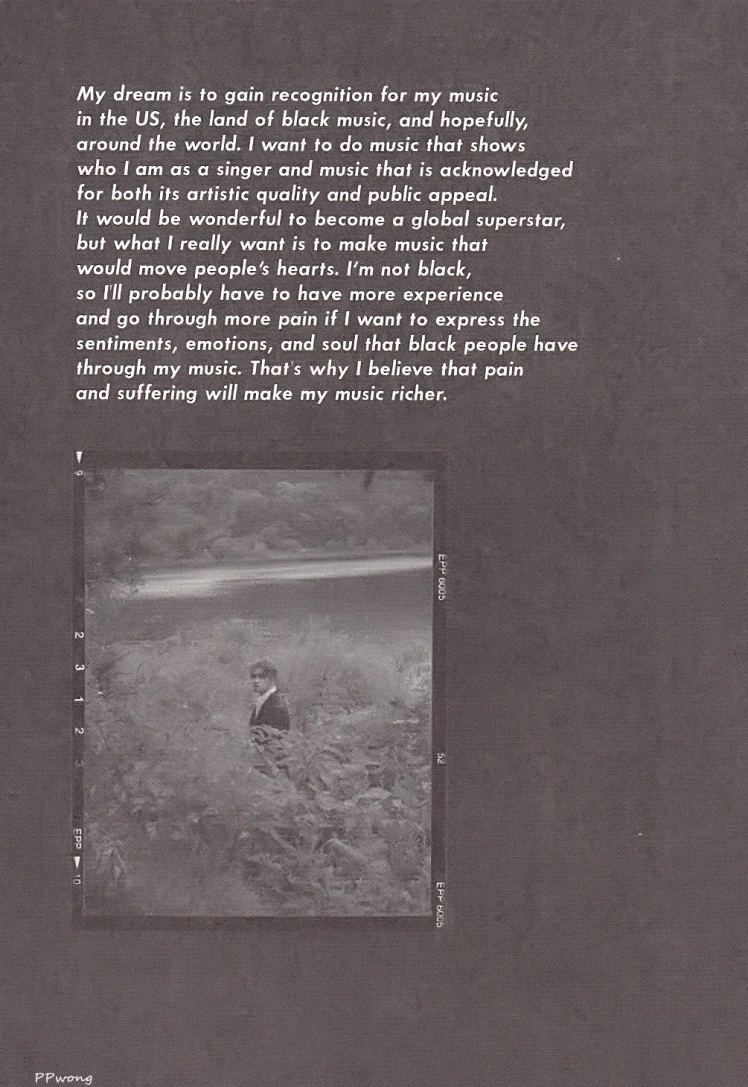 My dream is to gain recognition for my music
in the US, the land of black music, and hopefully,
around the world. I want to do music that shows
who I am as a singer and music that is acknowledged
for both its artistic quality and public appeal.
It would be wonderful to become a global superstar,
but what I really want is to make music that
would move people's hearts. I'm not black,
so I'll probably have to have more experience
and go through more pain if I want to express the
sentiments, emotions, and soul that black people have
through my music. That's why I believe that pain
and suffering will make my music richer.
9
EPP 6005
2
3
1
2
3
52
EPP
10
EPP 6005
PPwong